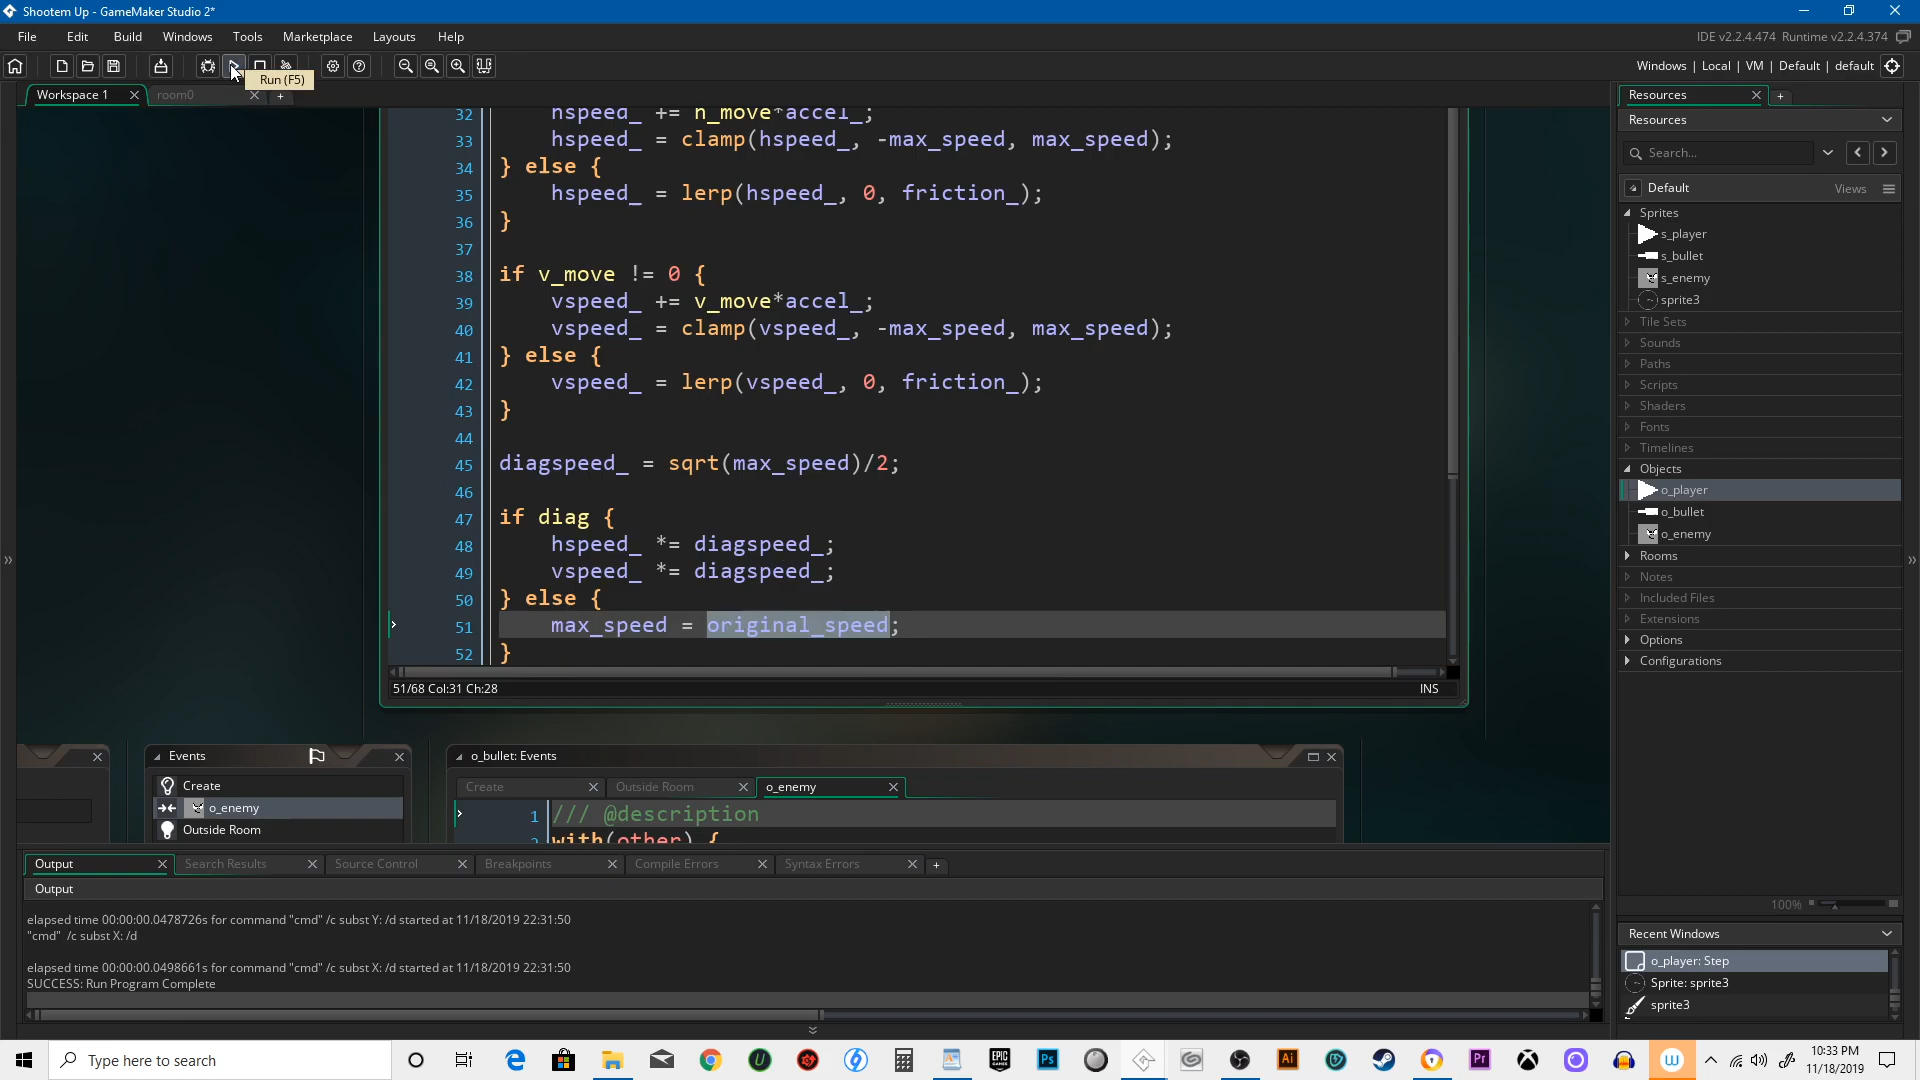 Shootem Up - GameMaker Studio 2*
File Edit Build Windows Tools Marketplace Layouts Help
IDE v2.2.4.474 Runtime v2.2.4.374
Run (F5)
Windows | Local | VM | Default | default
Workspace 1
room0
32 hspeed_ += h_move*accel_;
33 hspeed_ = clamp(hspeed_, -max_speed, max_speed);
34 } else {
35 hspeed_ = lerp(hspeed_, 0, friction_);
36 }
37
38 if v_move != 0 {
39 vspeed_ += v_move*accel_;
40 vspeed_ = clamp(vspeed_, -max_speed, max_speed);
41 } else {
42 vspeed_ = lerp(vspeed_, 0, friction_);
43 }
44
45 diagspeed_ = sqrt(max_speed)/2;
46
47 if diag {
48 hspeed_ *= diagspeed_;
49 vspeed_ *= diagspeed_;
50 } else {
51 max_speed = original_speed;
52 }
51/68 Col:31 Ch:28
INS
Events
Create
o_enemy
Outside Room
o_bullet: Events
Create Outside Room o_enemy
1 /// @description
with(other) {
Output Search Results Source Control Breakpoints Compile Errors Syntax Errors
Output
elapsed time 00:00:00.0478726s for command "cmd" /c subst Y: /d started at 11/18/2019 22:31:50
"cmd" /c subst X: /d
elapsed time 00:00:00.0498661s for command "cmd" /c subst X: /d started at 11/18/2019 22:31:50
SUCCESS: Run Program Complete
Resources
Resources
Search...
Default
Views
Sprites
s_player
s_bullet
s_enemy
sprite3
Tile Sets
Sounds
Paths
Scripts
Shaders
Fonts
Timelines
Objects
o_player
o_bullet
o_enemy
Rooms
Notes
Included Files
Extensions
Options
Configurations
100%
Recent Windows
o_player: Step
Sprite: sprite3
sprite3
Type here to search
10:33 PM
11/18/2019